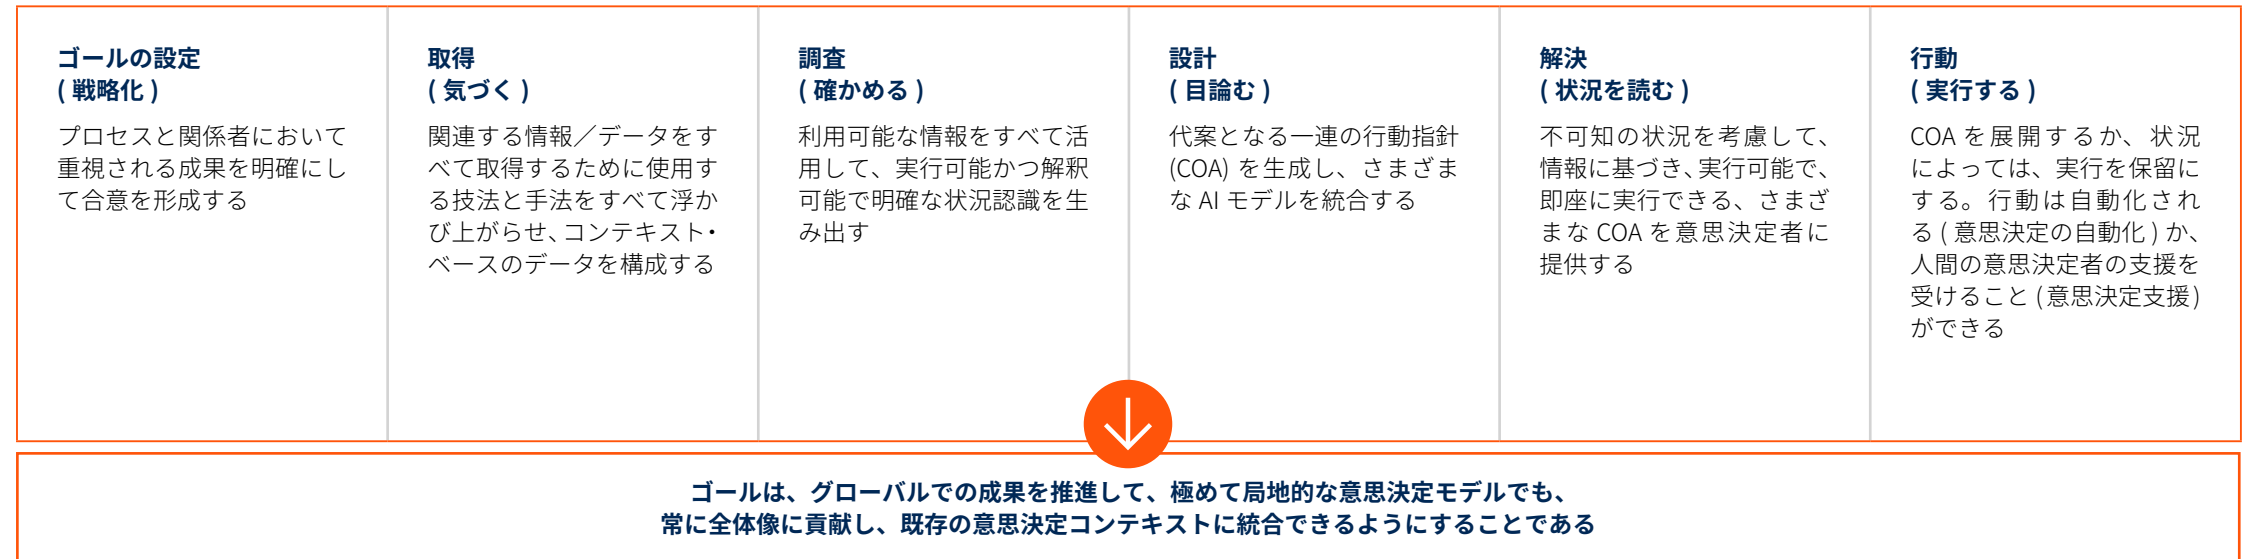 ゴールの設定
( 戦略化 )
プロセスと関係者において
重視される成果を明確にし
て合意を形成する
取得
( 気づく )
関連する情報／データをす
べて取得するために使用す
る技法と手法をすべて浮か
び上がらせ、コンテキスト・
ベースのデータを構成する
調査
( 確かめる )
利用可能な情報をすべて活
用して、実行可能かつ解釈
可能で明確な状況認識を生
み出す
設計
( 目論む )
代案となる一連の行動指針
(COA) を生成し、さまざま
な AI モデルを統合する
解決
( 状況を読む )
不可知の状況を考慮して、
情報に基づき、実行可能で、
即座に実行できる、さまざ
まな COA を意思決定者に
提供する
行動
( 実行する )
COA を展開するか、状況
によっては、実行を保留に
する。行動は自動化され
る ( 意思決定の自動化 ) か、
人間の意思決定者の支援を
受けること ( 意思決定支援 )
ができる
ゴールは、グローバルでの成果を推進して、極めて局地的な意思決定モデルでも、
常に全体像に貢献し、既存の意思決定コンテキストに統合できるようにすることである